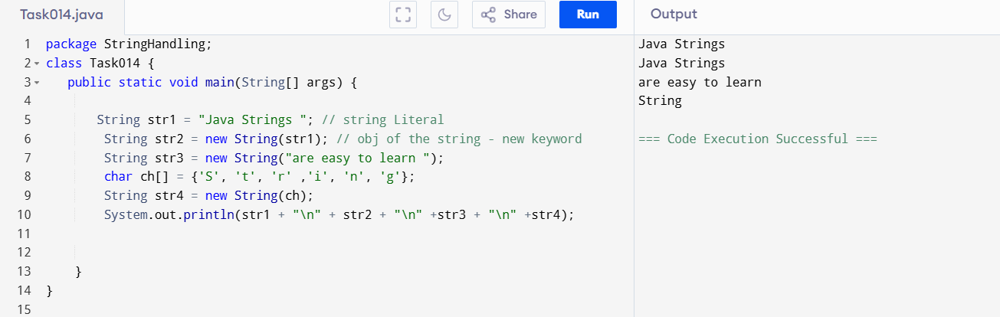 Task014.java Share Run Output
1 package StringHandling;
2 class Task014 {
3 public static void main(String[] args) {
4
5 String str1 = "Java Strings "; // string Literal
6 String str2 = new String(str1); // obj of the string - new keyword
7 String str3 = new String("are easy to learn ");
8 char ch[] = {'S', 't', 'r' ,'i', 'n', 'g'};
9 String str4 = new String(ch);
10 System.out.println(str1 + "\n" + str2 + "\n" +str3 + "\n" +str4);
11
12
13 }
14 }
15
Java Strings
Java Strings
are easy to learn
String
=== Code Execution Successful ===